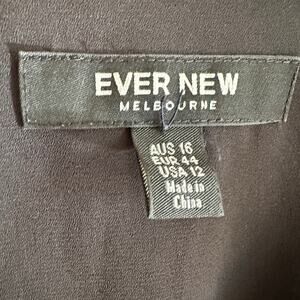 EVER NEW
MELBOURNE
AUS 16
EUR 44
USA 12
Made in
China